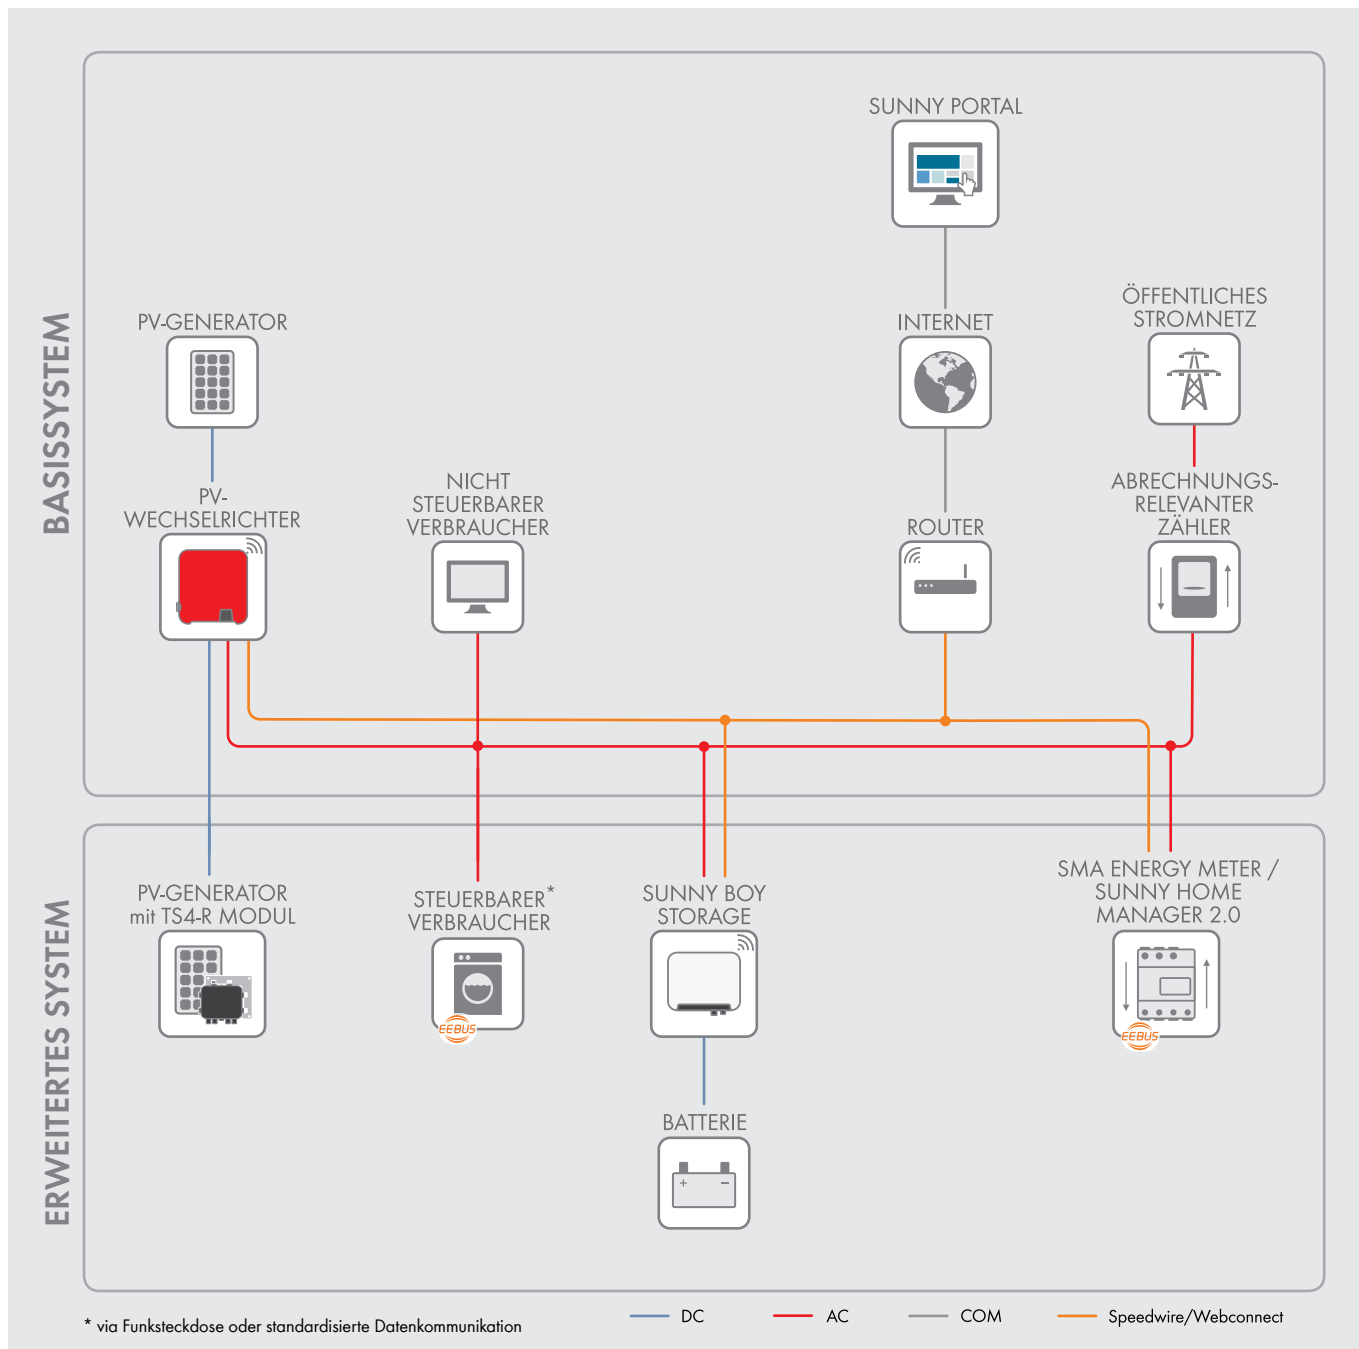 BASISSYSTEM
SUNNY PORTAL
PV-GENERATOR
INTERNET
ÖFFENTLICHES
STROMNETZ
PV-
WECHSELRICHTER
NICHT
STEUERBARER
VERBRAUCHER
ROUTER
ABRECHNUNGS-
RELEVANTER
ZÄHLER
ERWEITERTES SYSTEM
PV-GENERATOR
mit TS4-R MODUL
STEUERBARER*
VERBRAUCHER
EEBUS
SUNNY BOY
STORAGE
SMA ENERGY METER /
SUNNY HOME
MANAGER 2.0
EEBUS
BATTERIE
+ −
* via Funksteckdose oder standardisierte Datenkommunikation
DC
AC
COM
Speedwire/Webconnect